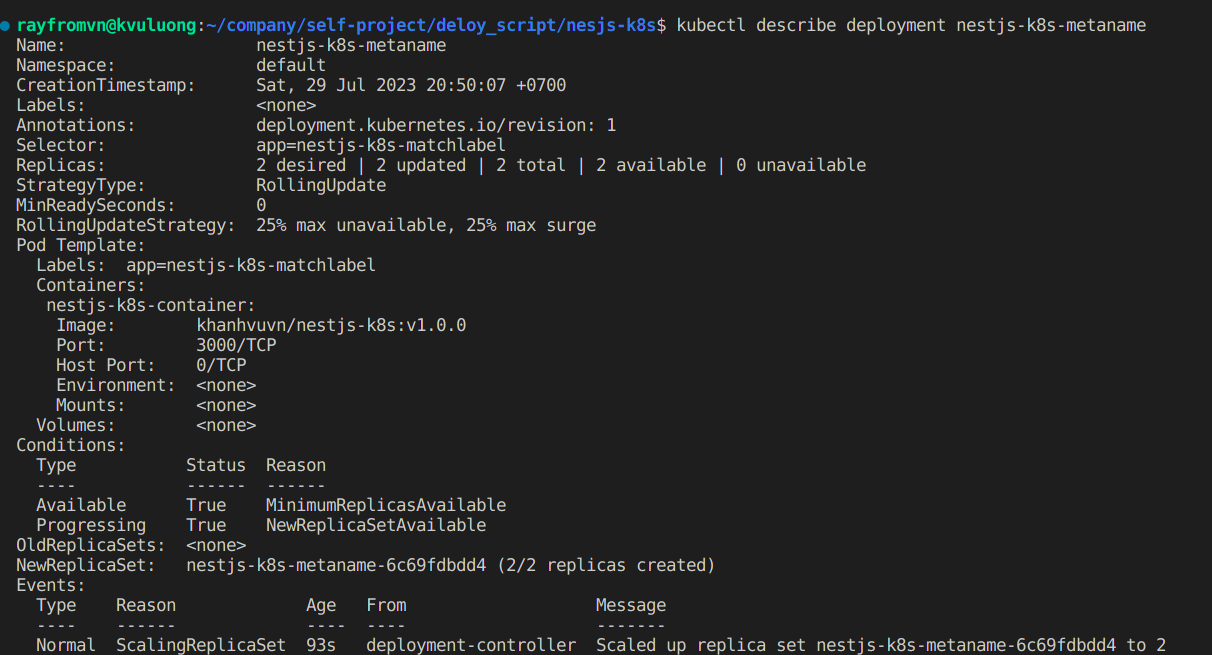 rayfromvn@kvuluong:~/company/self-project/deloy_script/nesjs-k8s$ kubectl describe deployment nestjs-k8s-metaname
Name:                   nestjs-k8s-metaname
Namespace:              default
CreationTimestamp:      Sat, 29 Jul 2023 20:50:07 +0700
Labels:                 <none>
Annotations:            deployment.kubernetes.io/revision: 1
Selector:               app=nestjs-k8s-matchlabel
Replicas:               2 desired | 2 updated | 2 total | 2 available | 0 unavailable
StrategyType:           RollingUpdate
MinReadySeconds:        0
RollingUpdateStrategy:  25% max unavailable, 25% max surge
Pod Template:
  Labels:  app=nestjs-k8s-matchlabel
  Containers:
   nestjs-k8s-container:
    Image:        khanhvuvn/nestjs-k8s:v1.0.0
    Port:         3000/TCP
    Host Port:    0/TCP
    Environment:  <none>
    Mounts:       <none>
  Volumes:        <none>
Conditions:
  Type           Status  Reason
  ----           ------  ------
  Available      True    MinimumReplicasAvailable
  Progressing    True    NewReplicaSetAvailable
OldReplicaSets:  <none>
NewReplicaSet:   nestjs-k8s-metaname-6c69fdbdd4 (2/2 replicas created)
Events:
  Type    Reason             Age   From                   Message
  ----    ------             ----  ----                   -------
  Normal  ScalingReplicaSet  93s   deployment-controller  Scaled up replica set nestjs-k8s-metaname-6c69fdbdd4 to 2